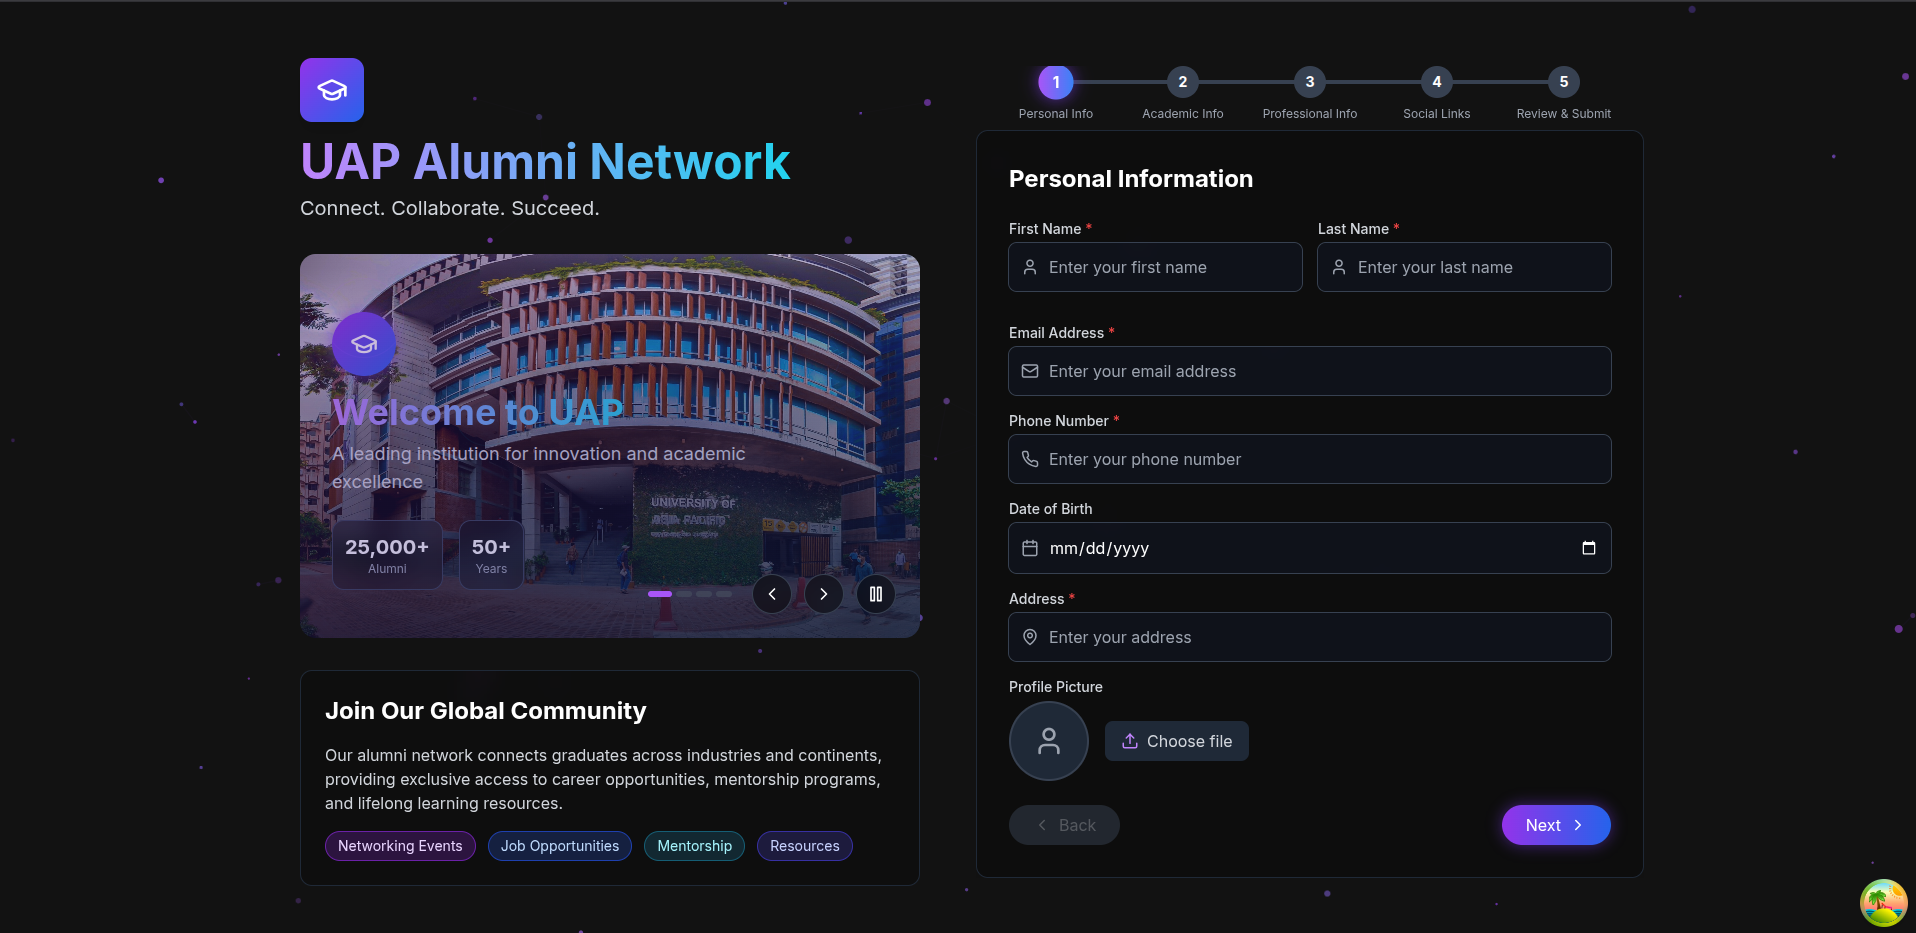 UAP Alumni Network
Connect. Collaborate. Succeed.
Welcome to UAP
A leading institution for innovation and academic
excellence
UNIVERSITY OF
25,000+
Alumni
50+
Years
Join Our Global Community
Our alumni network connects graduates across industries and continents,
providing exclusive access to career opportunities, mentorship programs,
and lifelong learning resources.
Networking Events
Job Opportunities
Mentorship
Resources
1
2
3
4
5
Personal Info
Academic Info
Professional Info
Social Links
Review & Submit
Personal Information
First Name *
Last Name *
Enter your first name
Enter your last name
Email Address *
Enter your email address
Phone Number *
Enter your phone number
Date of Birth
mm/dd/yyyy
Address *
Enter your address
Profile Picture
Choose file
Back
Next